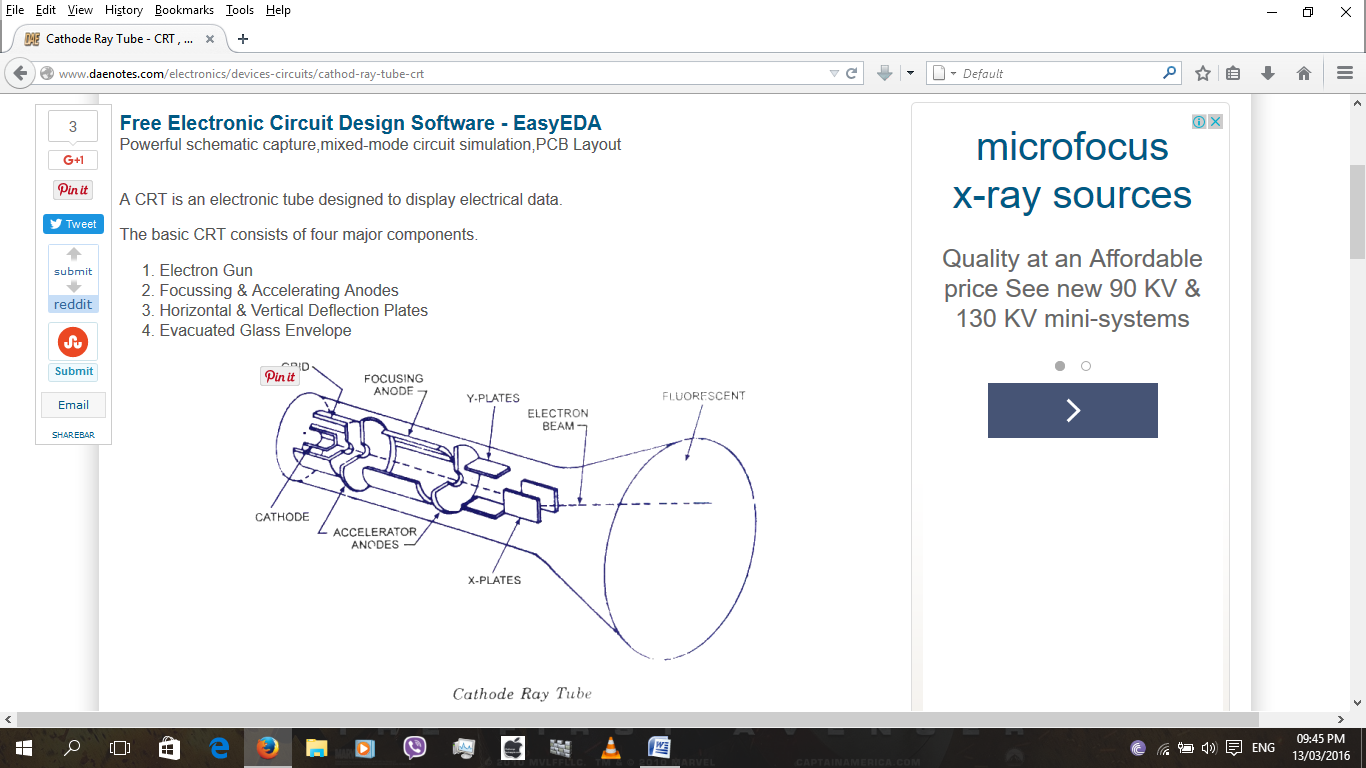 File Edit View History Bookmarks Tools Help
Cathode Ray Tube - CRT , ...
www.daenotes.com/electronics/devices-circuits/cathod-ray-tube-crt
Default
3
G+1
Pin it
Tweet
submit
reddit
Submit
Email
SHAREBAR
Free Electronic Circuit Design Software - EasyEDA
Powerful schematic capture,mixed-mode circuit simulation,PCB Layout
A CRT is an electronic tube designed to display electrical data.
The basic CRT consists of four major components.
1. Electron Gun
2. Focussing & Accelerating Anodes
3. Horizontal & Vertical Deflection Plates
4. Evacuated Glass Envelope
Pin it
FOCUSING
ANODE
Y-PLATES
ELECTRON
BEAM
FLUORESCENT
CATHODE
ACCELERATOR
ANODES
X-PLATES
Cathode Ray Tube
microfocus
x-ray sources
Quality at an Affordable
price See new 90 KV &
130 KV mini-systems
ENG
09:45 PM
13/03/2016
CAPTAINAMERICA.COM